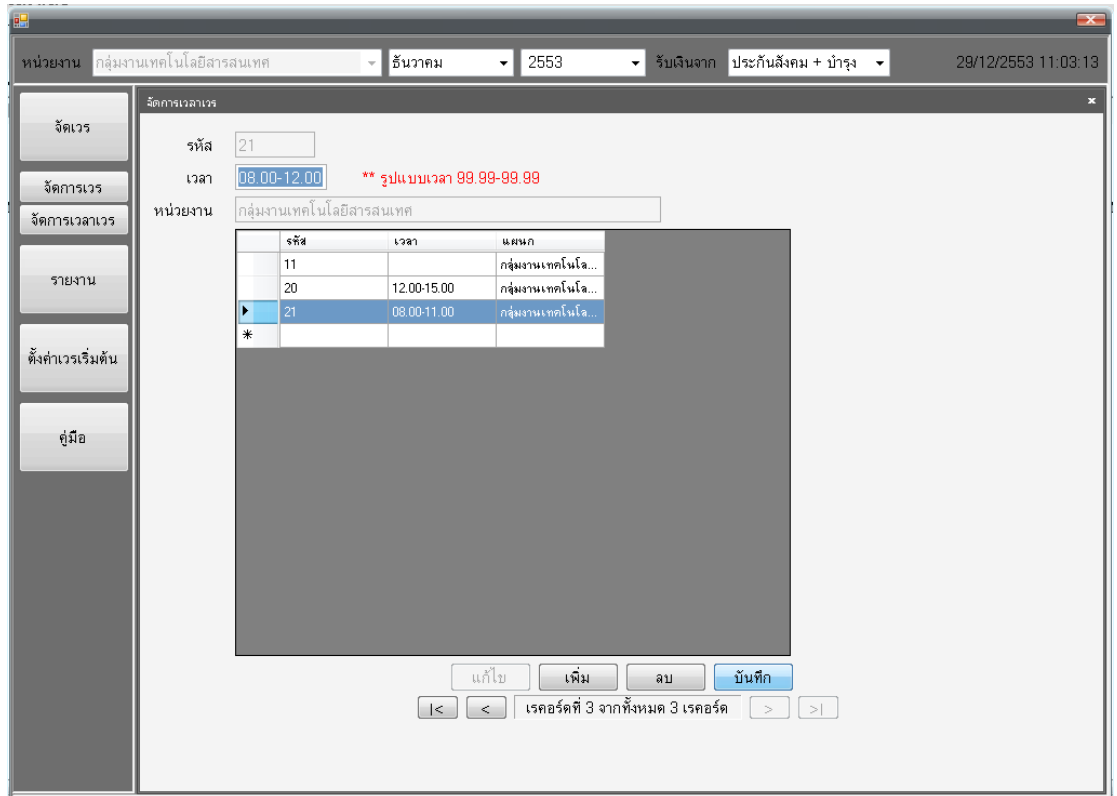 หน่วยงาน กลุ่มงานเทคโนโลยีสารสนเทศ ธันวาคม 2553 รับเงินจาก ประกันสังคม + บำรุง 29/12/2553 11:03:13
จัดเวร
จัดการเวร
จัดการเวลาเวร
รายงาน
ตั้งค่าเวรเริ่มต้น
คู่มือ
จัดการเวลาเวร
รหัส 21
เวลา 08.00-12.00 ** รูปแบบเวลา 99.99-99.99
หน่วยงาน กลุ่มงานเทคโนโลยีสารสนเทศ
รหัส เวลา แผนก
11 กลุ่มงานเทคโนโล...
20 12.00-15.00 กลุ่มงานเทคโนโล...
21 08.00-11.00 กลุ่มงานเทคโนโล...
แก้ไข เพิ่ม ลบ บันทึก
|< < เรคอร์ดที่ 3 จากทั้งหมด 3 เรคอร์ด > >|